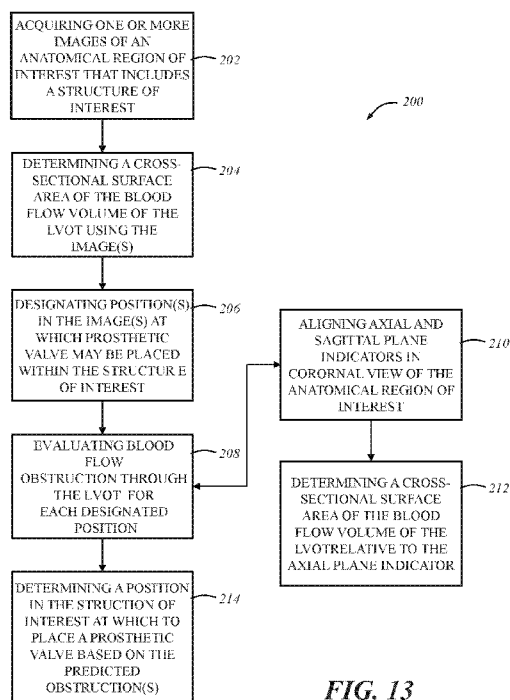 ACQUIRING ONE OR MORE
IMAGES OF AN
ANATOMICAL REGION OF
INTEREST THAT INCLUDES
A STRUCTURE OF
INTEREST
202
200
DETERMINING A CROSS-
SECTIONAL SURFACE
AREA OF THE BLOOD
FLOW VOLUME OF THE
LVOT USING THE
IMAGE(S)
204
DESIGNATING POSITION(S)
IN THE IMAGE(S) AT
WHICH PROSTHETIC
VALVE MAY BE PLACED
WITHIN THE STRUCTUR E
OF INTEREST
206
EVALUATING BLOOD
FLOW
OBSTRUCTION THROUGH
THE LVOT FOR
EACH DESIGNATED
POSITION
208
ALIGNING AXIAL AND
SAGITTAL PLANE
INDICATORS IN
CORORNAL VIEW OF THE
ANATOMICAL REGION OF
INTEREST
210
DETERMINING A CROSS-
SECTIONAL SURFACE
AREA OF THE BLOOD
FLOW VOLUME OF THE
LVOTRELATIVE TO THE
AXIAL PLANE INDICATOR
212
DETERMINING A POSITION
IN THE STRUCTION OF
INTEREST AT WHICH TO
PLACE A PROSTHETIC
VALVE BASED ON THE
PREDICTED
OBSTRUCTION(S)
214
FIG. 13